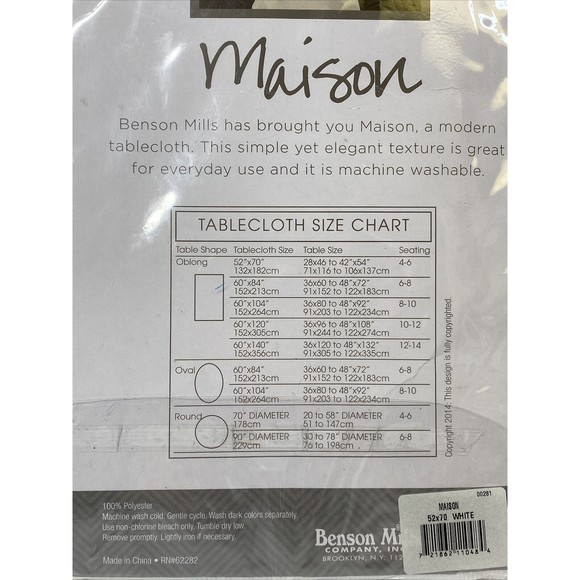 Maison
Benson Mills has brought you Maison, a modern
tablecloth. This simple yet elegant texture is great
for everyday use and it is machine washable.
TABLECLOTH SIZE CHART
Table Shape Tablecloth Size Table Size Seating
Oblong 52"x70" 28x46 to 42"x54" 4-6
132x182cm 71x116 to 106x137cm
60"x84" 36x60 to 48"x72" 6-8
152x213cm 91x152 to 122x183cm
60"x104" 36x80 to 48"x92" 8-10
152x264cm 91x203 to 122x234cm
60"x120" 36x96 to 48"x108" 10-12
152x305cm 91x244 to 122x274cm
60"x140" 36x120 to 48"x132" 12-14
152x356cm 91x305 to 122x335cm
Oval 60"x84" 36x60 to 48"x72" 6-8
152x213cm 91x152 to 122x183cm
60"x104" 36x80 to 48"x92" 8-10
152x264cm 91x203 to 122x234cm
Round 70" DIAMETER 20 to 58" DIAMETER 4-6
178cm 51 to 147cm
90" DIAMETER 30 to 78" DIAMETER 6-8
229cm 76 to 198cm
Copyright 2014: This design is fully copyrighted.
100% Polyester
Machine wash cold. Gentle cycle. Wash dark colors separately.
Use non-chlorine bleach only. Tumble dry low.
Remove promptly. Lightly iron if necessary.
Made in China • RN#62282
Benson Mills
COMPANY, INC
BROOKLYN, N.Y. 112
00281
MAISON
52x70 WHITE
7 21862 11048 4